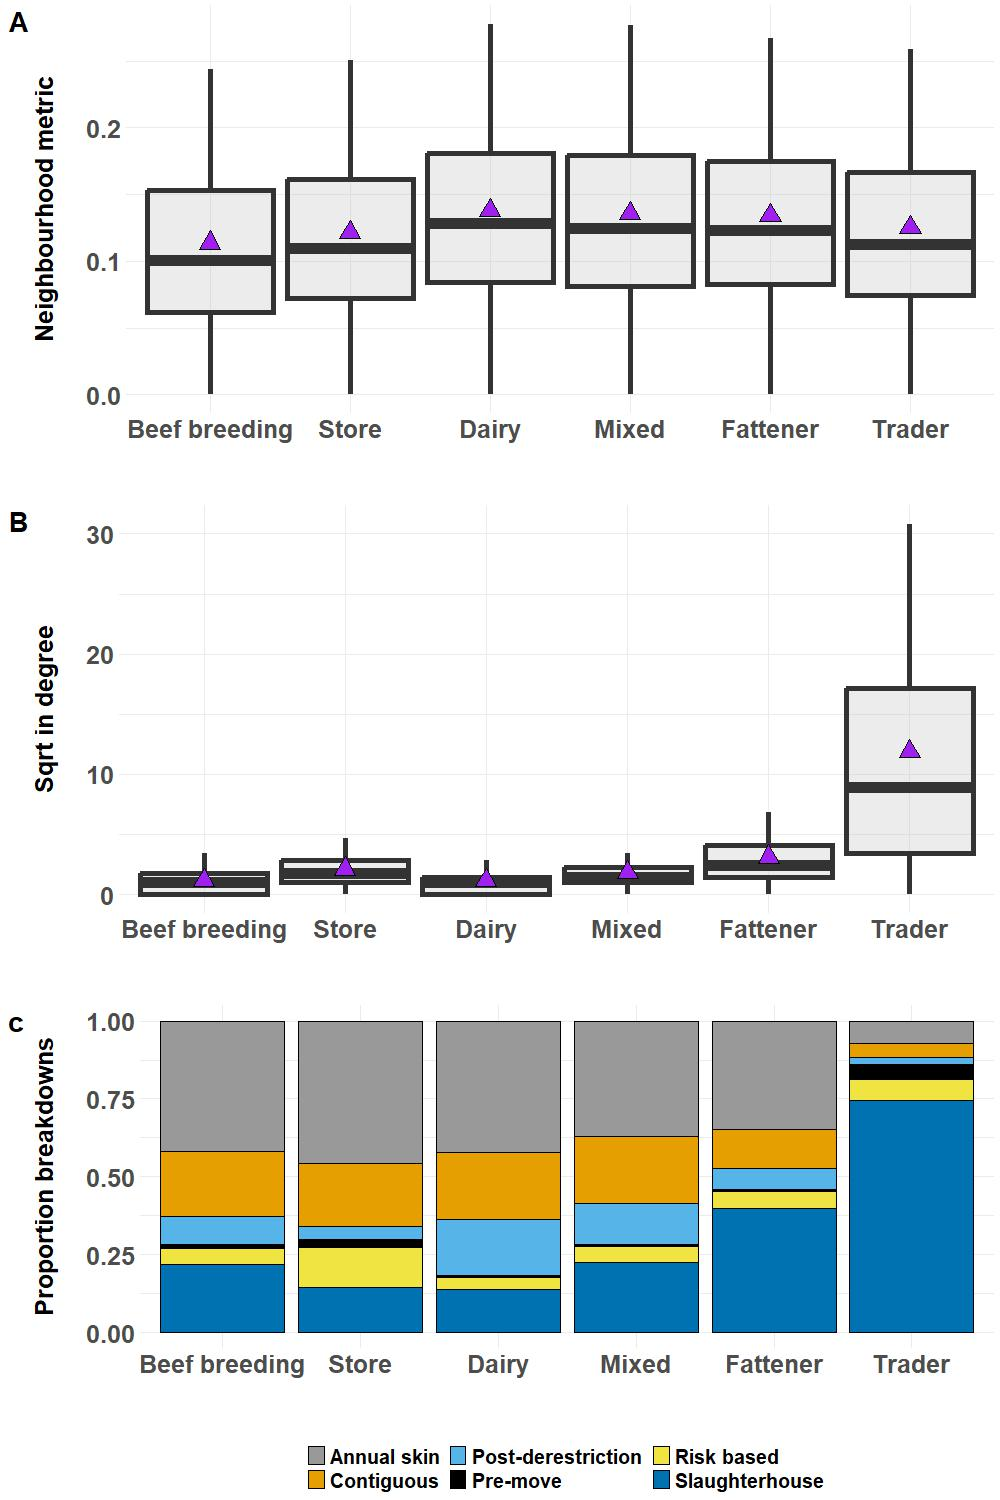 A
Neighbourhood metric
0.2
0.1
0.0
Beef breeding Store Dairy Mixed Fattener Trader
B
Sqrt in degree
30
20
10
0
Beef breeding Store Dairy Mixed Fattener Trader
c
Proportion breakdowns
1.00
0.75
0.50
0.25
0.00
Beef breeding Store Dairy Mixed Fattener Trader
Annual skin Post-derestriction Risk based
Contiguous Pre-move Slaughterhouse